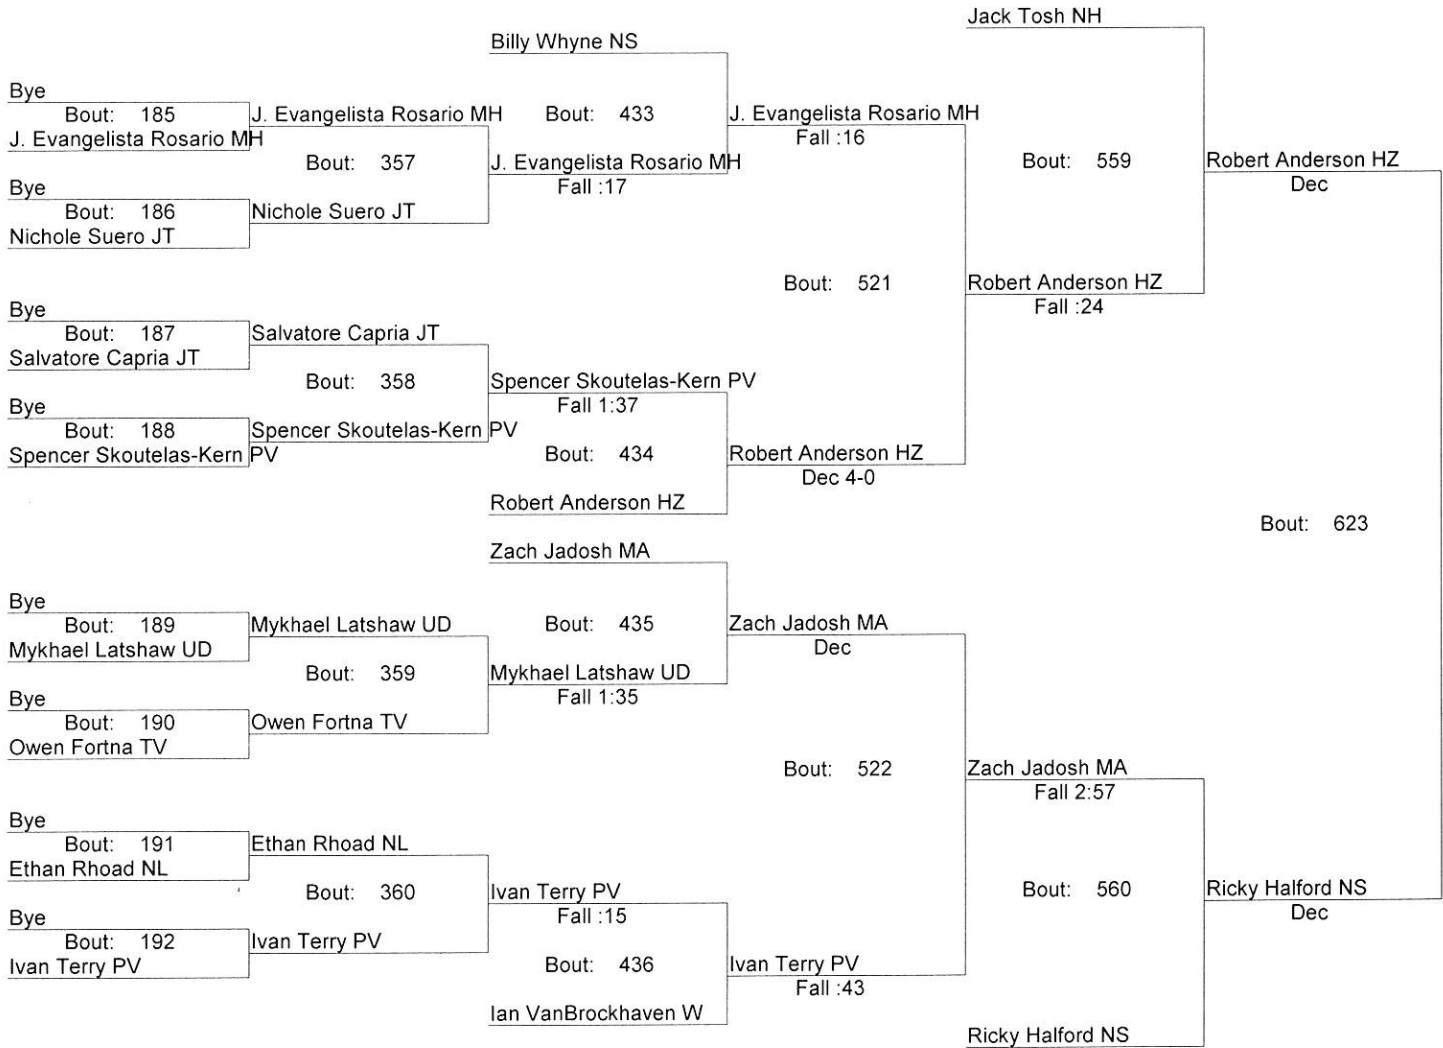 Jack Tosh NH
Billy Whyne NS
Bye
Bout: 185
J. Evangelista Rosario MH
J. Evangelista Rosario MH
Bout: 433
J. Evangelista Rosario MH
Fall :16
Bout: 357
J. Evangelista Rosario MH
Fall :17
Bout: 559
Robert Anderson HZ
Dec
Bye
Bout: 186
Nichole Suero JT
Nichole Suero JT
Bout: 521
Robert Anderson HZ
Fall :24
Bye
Bout: 187
Salvatore Capria JT
Salvatore Capria JT
Bout: 358
Spencer Skoutelas-Kern PV
Fall 1:37
Bye
Bout: 188
Spencer Skoutelas-Kern PV
Spencer Skoutelas-Kern PV
Bout: 434
Robert Anderson HZ
Dec 4-0
Robert Anderson HZ
Bout: 623
Zach Jadosh MA
Bye
Bout: 189
Mykhael Latshaw UD
Mykhael Latshaw UD
Bout: 435
Zach Jadosh MA
Dec
Bout: 359
Mykhael Latshaw UD
Fall 1:35
Bye
Bout: 190
Owen Fortna TV
Owen Fortna TV
Bout: 522
Zach Jadosh MA
Fall 2:57
Bye
Bout: 191
Ethan Rhoad NL
Ethan Rhoad NL
Bout: 360
Ivan Terry PV
Fall :15
Bout: 560
Ricky Halford NS
Dec
Bye
Bout: 192
Ivan Terry PV
Ivan Terry PV
Bout: 436
Ivan Terry PV
Fall :43
Ian VanBrockhaven W
Ricky Halford NS